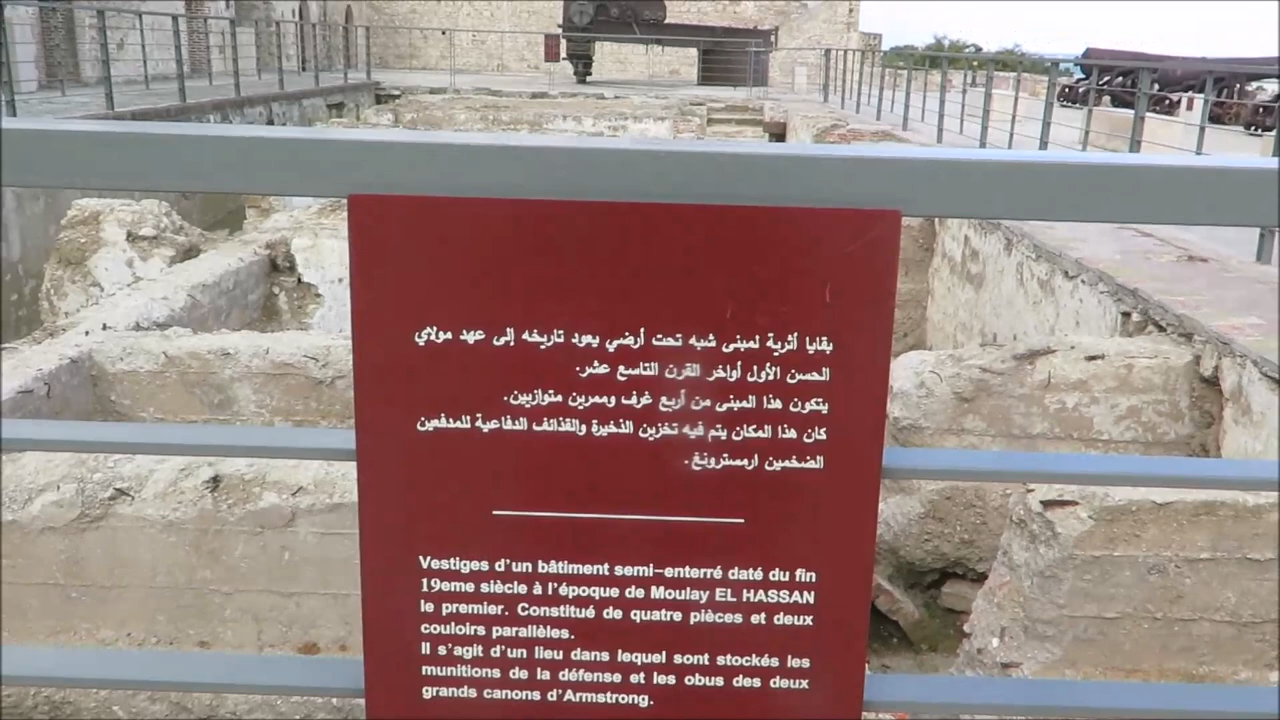 بقايا أثرية لمبنى شبه تحت أرضي يعود تاريخه إلى عهد مولاي
الحسن الأول أواخر القرن التاسع عشر.
يتكون هذا المبنى من أربع غرف وممرين متوازيين.
كان هذا المكان يتم فيه تخزين الذخيرة والقذائف الدفاعية للمدفعين
الضخمين ارمسترونغ.
Vestiges d'un bâtiment semi-enterré daté du fin
19eme siècle à l'époque de Moulay EL HASSAN
le premier. Constitué de quatre pièces et deux
couloirs parallèles.
Il s'agit d'un lieu dans lequel sont stockés les
munitions de la défense et les obus des deux
grands canons d'Armstrong.